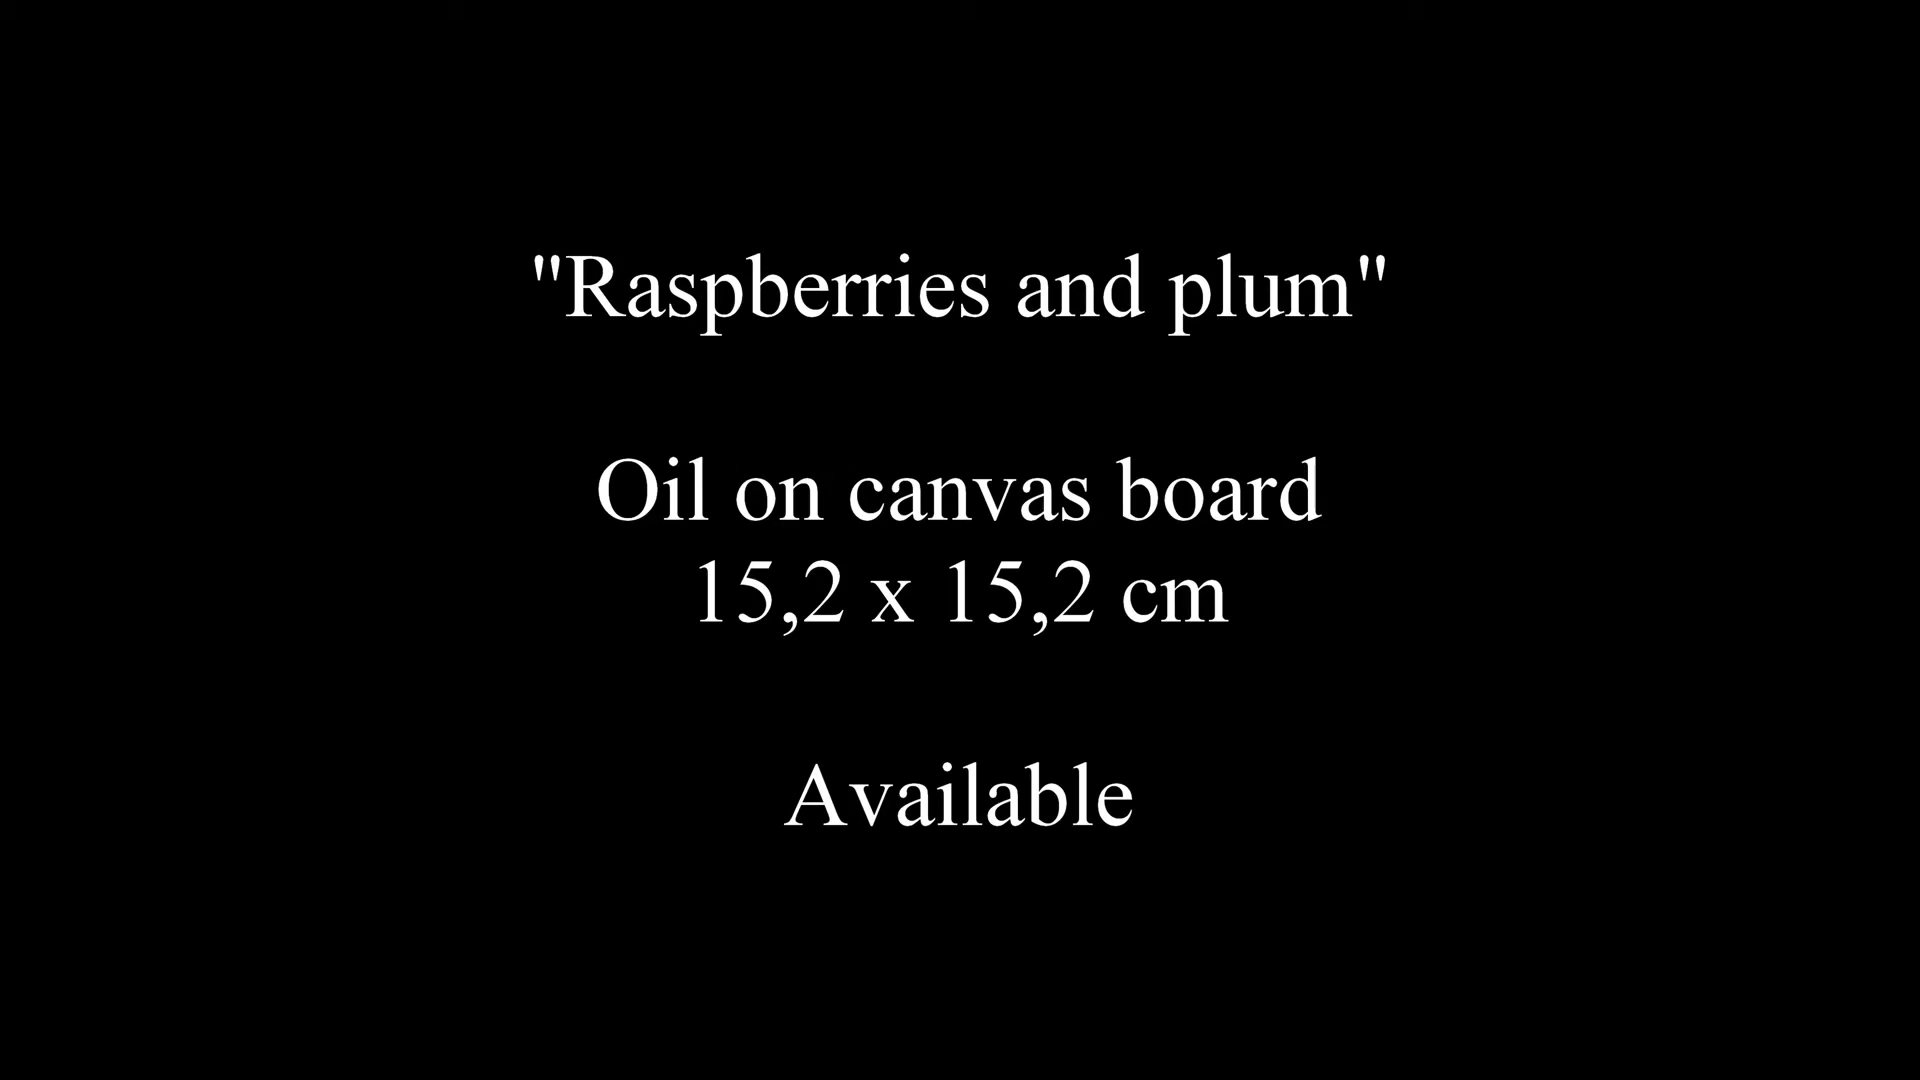 "Raspberries and plum"
Oil on canvas board
15,2 x 15,2 cm
Available